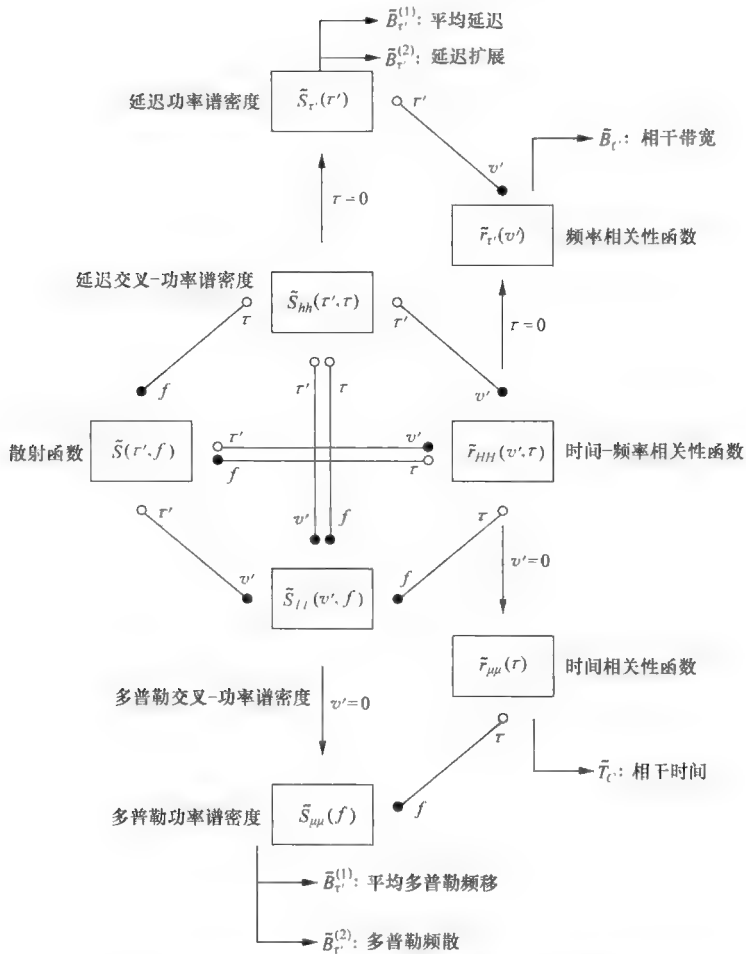 B̃_τ'^(1): 平均延迟
B̃_τ'^(2): 延迟扩展
延迟功率谱密度
S̃_τ'(τ')
τ'
v'
B̃_C: 相干带宽
τ=0
r̃_τ'(v')
频率相关性函数
延迟交叉-功率谱密度
S̃_hh(τ',τ)
τ
τ'
τ=0
f
τ'
τ
v'
散射函数
S̃(τ',f)
τ'
v'
f
τ
r̃_HH(v',τ)
时间-频率相关性函数
τ'
v'
f
τ
v'
f
v'=0
S̃_(v',f)
r̃_μμ(τ)
时间相关性函数
多普勒交叉-功率谱密度
v'=0
τ
T̃_C: 相干时间
多普勒功率谱密度
S̃_μμ(f)
f
B̃_τ'^(1): 平均多普勒频移
B̃_τ'^(2): 多普勒频散